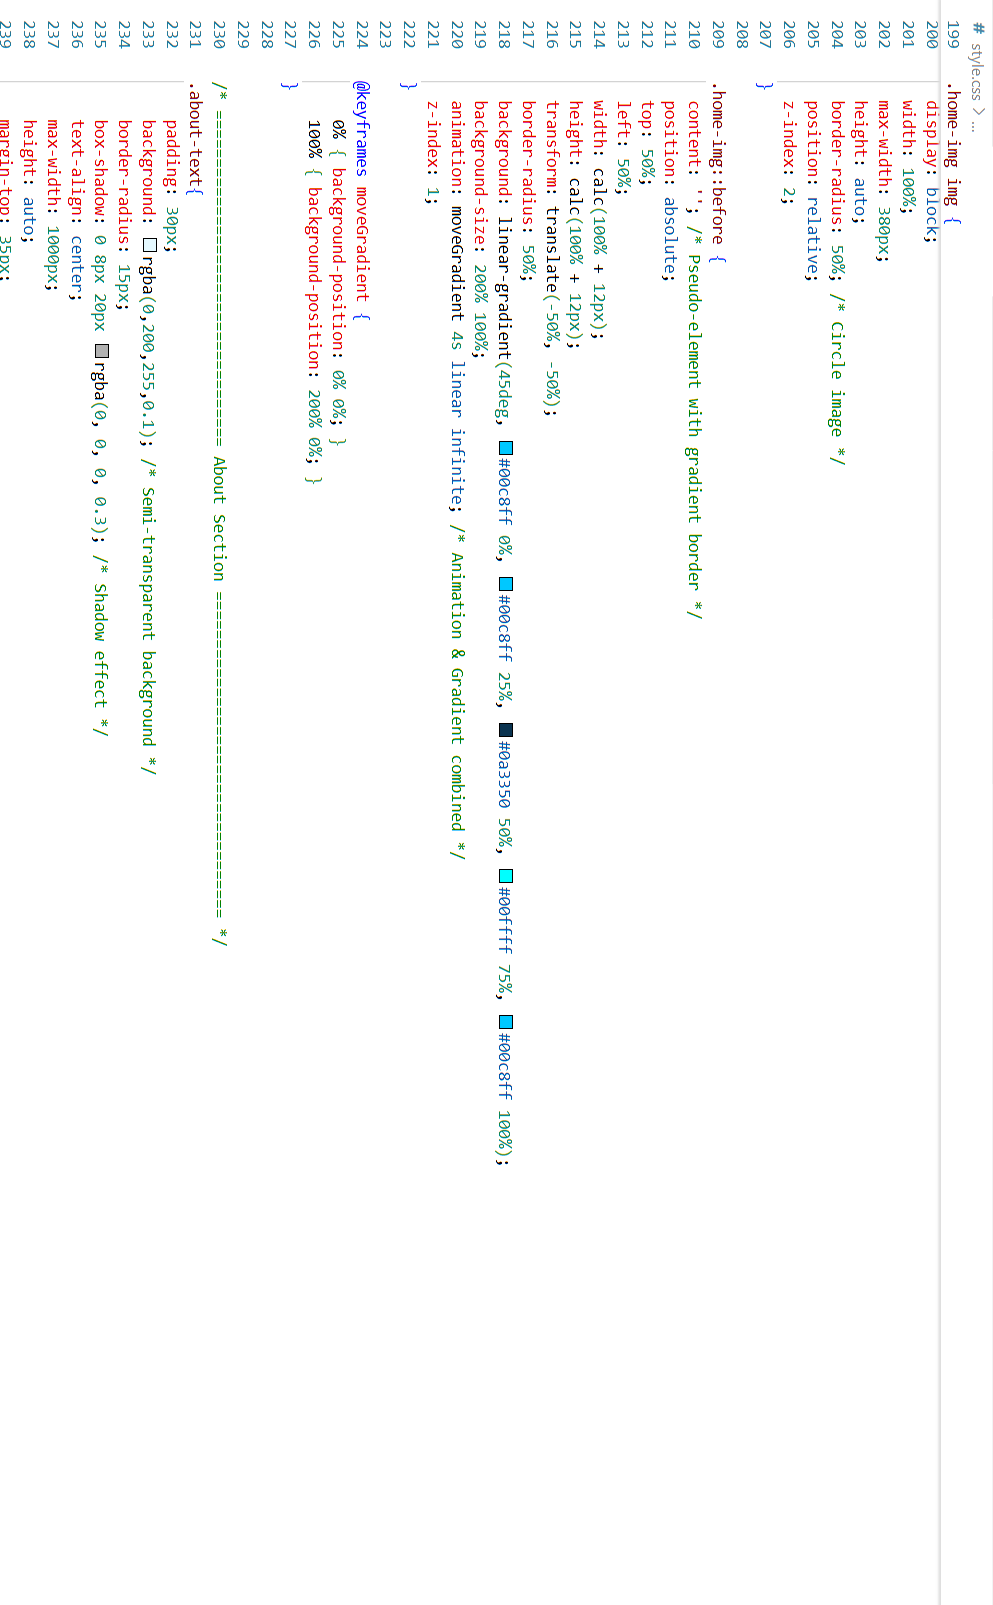 # style.css > ...
199 .home-img img {
200 display: block;
201 width: 100%;
202 max-width: 380px;
203 height: auto;
204 border-radius: 50%; /* Circle image */
205 position: relative;
206 z-index: 2;
207 }
208
209 .home-img::before {
210 content: ''; /* Pseudo-element with gradient border */
211 position: absolute;
212 top: 50%;
213 left: 50%;
214 width: calc(100% + 12px);
215 height: calc(100% + 12px);
216 transform: translate(-50%, -50%);
217 border-radius: 50%;
218 background: linear-gradient(45deg, #00c8ff 0%, #00c8ff 25%, #0a3350 50%, #00ffff 75%, #00c8ff 100%);
219 background-size: 200% 100%;
220 animation: moveGradient 4s linear infinite; /* Animation & Gradient combined */
221 z-index: 1;
222 }
223
224 @keyframes moveGradient {
225 0% { background-position: 0% 0%; }
226 100% { background-position: 200% 0%; }
227 }
228
229
230 /* =================================== About Section =================================== */
231 .about-text{
232 padding: 30px;
233 background: rgba(0,200,255,0.1); /* Semi-transparent background */
234 border-radius: 15px;
235 box-shadow: 0 8px 20px rgba(0, 0, 0, 0.3); /* Shadow effect */
236 text-align: center;
237 max-width: 1000px;
238 height: auto;
239 margin-top: 35px;